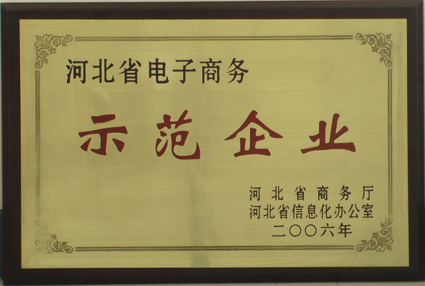 河北省电子商务
示范企业
河北省商务厅
河北省信息化办公室
二〇〇六年